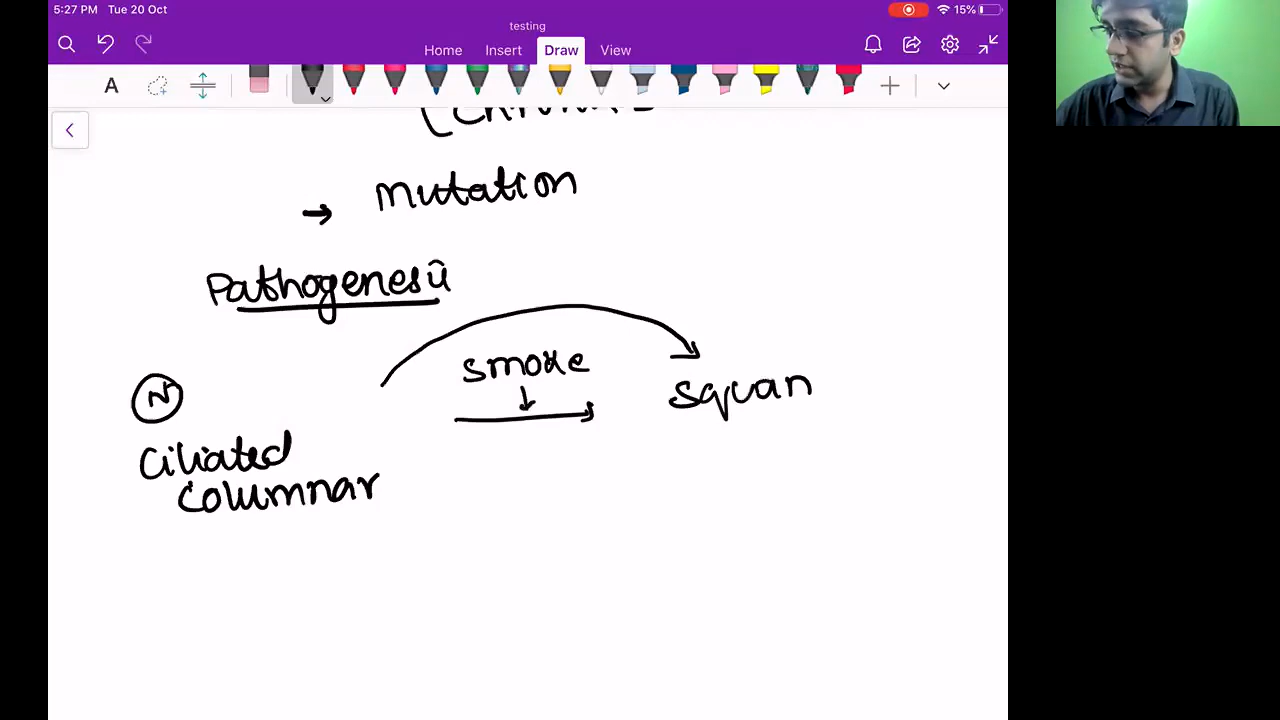 5:27 PM Tue 20 Oct
15%
testing
Home Insert Draw View
A
→ mutation
Pathogenesis
smoke
N
squan
Ciliated
columnar